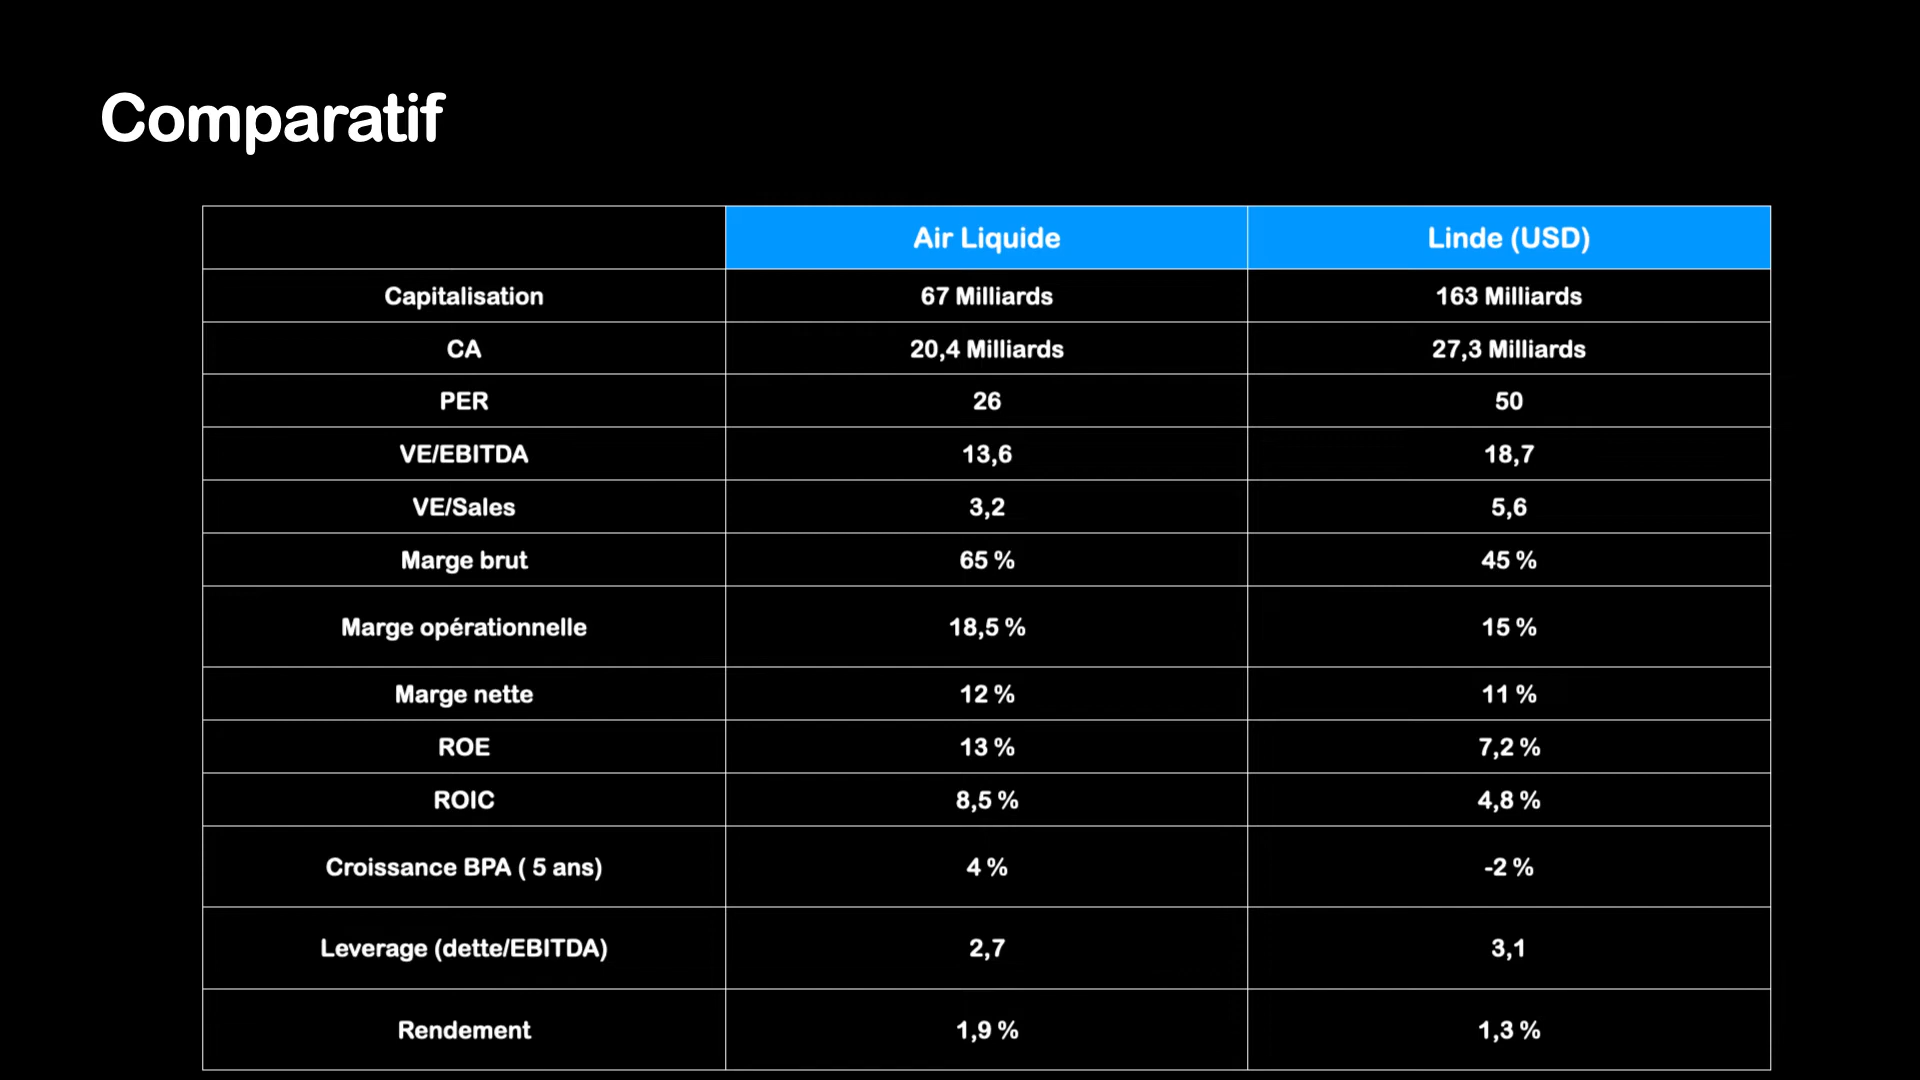 Comparatif
Air Liquide Linde (USD)
Capitalisation 67 Milliards 163 Milliards
CA 20,4 Milliards 27,3 Milliards
PER 26 50
VE/EBITDA 13,6 18,7
VE/Sales 3,2 5,6
Marge brut 65 % 45 %
Marge opérationnelle 18,5 % 15 %
Marge nette 12 % 11 %
ROE 13 % 7,2 %
ROIC 8,5 % 4,8 %
Croissance BPA ( 5 ans) 4 % -2 %
Leverage (dette/EBITDA) 2,7 3,1
Rendement 1,9 % 1,3 %